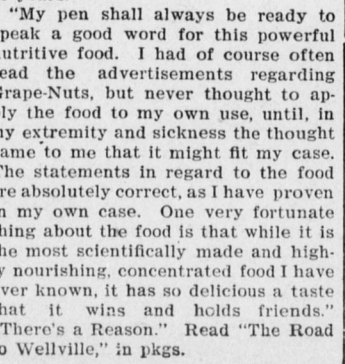 "My pen shall always be ready to
peak a good word for this powerful
utritive food. I had of course often
ead the advertisements regarding
Grape-Nuts, but never thought to ap-
ly the food to my own use, until, in
my extremity and sickness the thought
ame to me that it might fit my case.
The statements in regard to the food
re absolutely correct, as I have proven
n my own case. One very fortunate
hing about the food is that while it is
he most scientifically made and high-
y nourishing, concentrated food I have
ver known, it has so delicious a taste
hat it wins and holds friends."
"There's a Reason." Read "The Road
o Wellville," in pkgs.